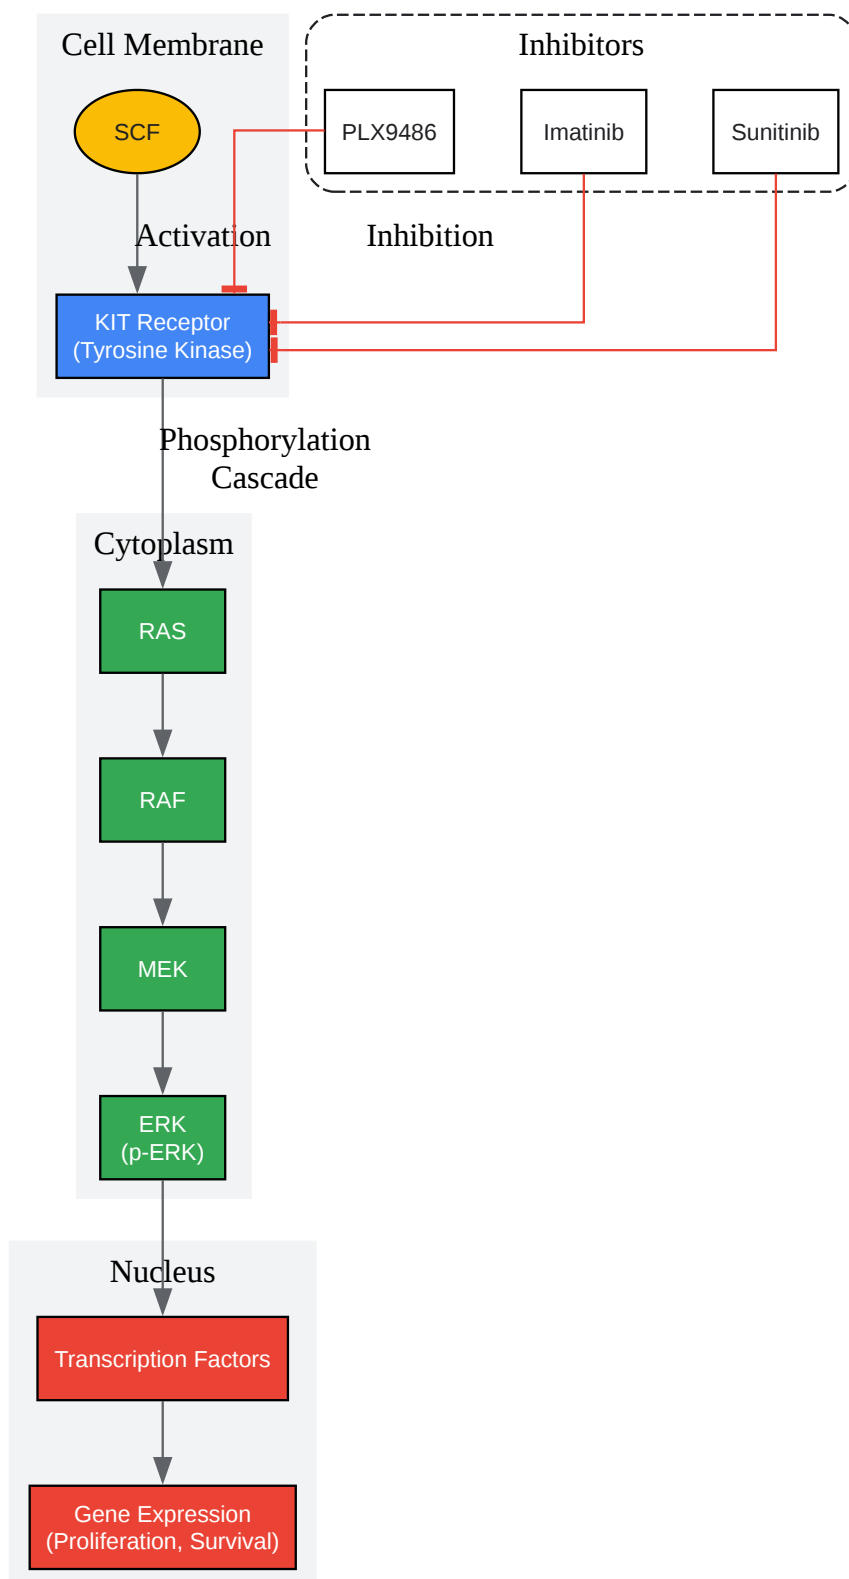 Cell Membrane
Inhibitors
SCF
PLX9486
Imatinib
Sunitinib
Activation
Inhibition
KIT Receptor
(Tyrosine Kinase)
Phosphorylation
Cascade
Cytoplasm
RAS
RAF
MEK
ERK
(p-ERK)
Nucleus
Transcription Factors
Gene Expression
(Proliferation, Survival)